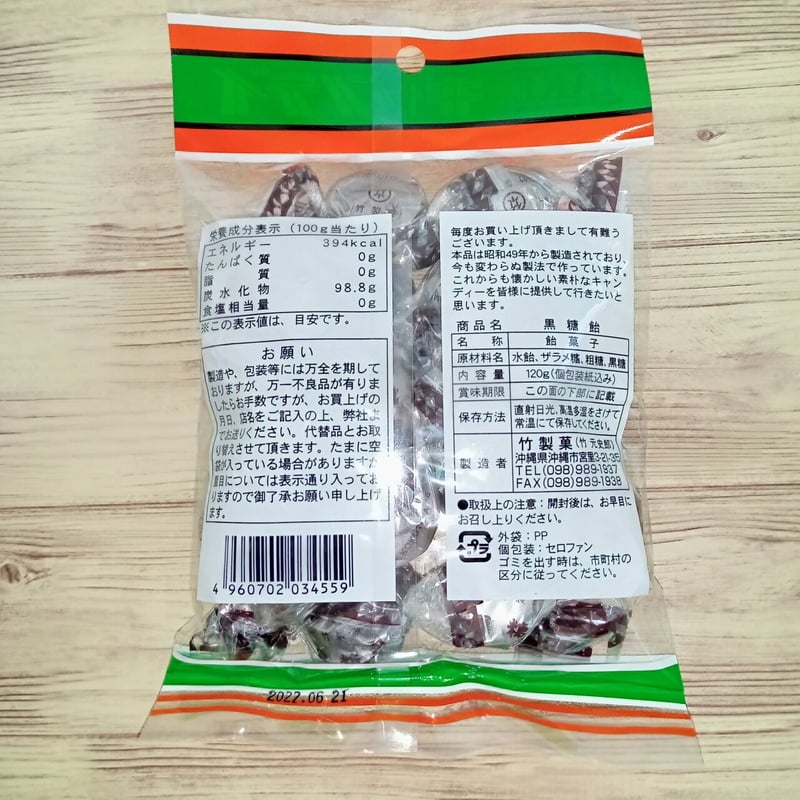 栄養成分表示（100g当たり）
エネルギー 394kcal
たんぱく質 0g
脂質 0g
炭水化物 98.8g
食塩相当量 0g
※この表示値は、目安です。
お願い
製造や、包装等には万全を期して
おりますが、万一不良品が有りま
したらお手数ですが、お買上げの
月日、店名をご記入の上、弊社ま
でお送りください。代替品とお取
り替えさせて頂きます。たまに空
袋が入っている場合がありますが
量目については表示通り入ってお
りますので御了承お願い申し上げ
ます。
4 960702 034559
毎度お買い上げ頂きまして有難う
ございます。
本品は昭和49年から製造されており、
今も変わらぬ製法で作っています。
これからも懐かしい素朴なキャン
ディーを皆様に提供して行きたいと
思います。
商品名 黒糖飴
名称 飴菓子
原材料名 水飴、ザラメ糖、粗糖、黒糖
内容量 120g(個包装紙込み)
賞味期限 この面の下部に記載
保存方法 直射日光、高温多湿をさけて
常温にて保存してください。
製造者 竹製菓
沖縄県沖縄市宮里3-21-35
TEL(098)989-1937
FAX(098)989-1938
●取扱上の注意：開封後は、お早目に
お召し上りください。
プラ
外袋：PP
個包装：セロファン
ゴミを出す時は、市町村の
区分に従ってください。
2022.06.21